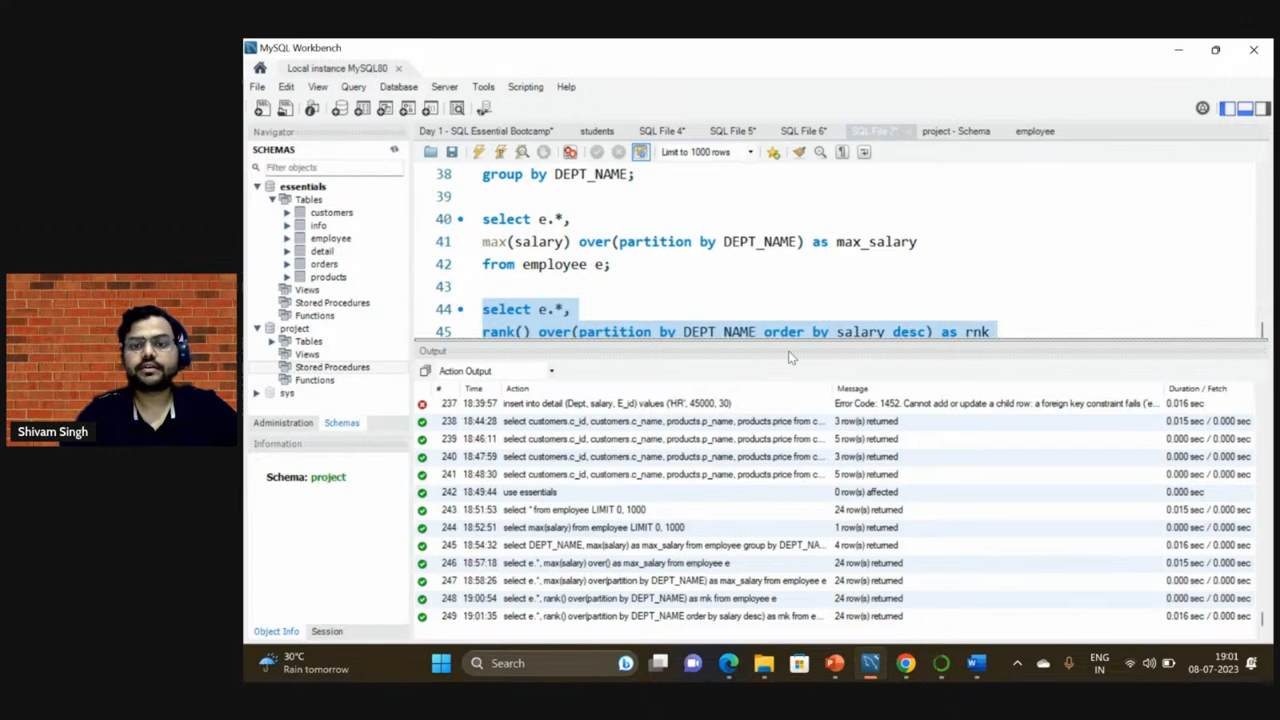 MySQL Workbench
Local instance MySQL80
File Edit View Query Database Server Tools Scripting Help
Navigator
SCHEMAS
Filter objects
essentials
Tables
customers
info
employee
detail
orders
products
Views
Stored Procedures
Functions
project
Tables
Views
Stored Procedures
Functions
sys
Administration Schemas
Information
Schema: project
Object Info Session
Day 1 - SQL Essential Bootcamp* students SQL File 4* SQL File 5* SQL File 6* SQL File 7* project - Schema employee
Limit to 1000 rows
38 group by DEPT_NAME;
39
40 select e.*,
41 max(salary) over(partition by DEPT_NAME) as max_salary
42 from employee e;
43
44 select e.*,
45 rank() over(partition by DEPT_NAME order by salary desc) as rnk
Output
Action Output
# Time Action Message Duration / Fetch
237 18:39:57 insert into detail (Dept, salary, E_id) values ('HR', 45000, 30) Error Code: 1452. Cannot add or update a child row: a foreign key constraint fails ('e... 0.016 sec
238 18:44:28 select customers.c_id, customers.c_name, products.p_name, products.price from c... 3 row(s) returned 0.015 sec / 0.000 sec
239 18:46:11 select customers.c_id, customers.c_name, products.p_name, products.price from c... 5 row(s) returned 0.000 sec / 0.000 sec
240 18:47:59 select customers.c_id, customers.c_name, products.p_name, products.price from c... 3 row(s) returned 0.000 sec / 0.000 sec
241 18:48:30 select customers.c_id, customers.c_name, products.p_name, products.price from c... 5 row(s) returned 0.000 sec / 0.000 sec
242 18:49:44 use essentials 0 row(s) affected 0.000 sec
243 18:51:53 select * from employee LIMIT 0, 1000 24 row(s) returned 0.016 sec / 0.000 sec
244 18:52:51 select max(salary) from employee LIMIT 0, 1000 1 row(s) returned 0.000 sec / 0.000 sec
245 18:54:32 select DEPT_NAME, max(salary) as max_salary from employee group by DEPT_NA... 4 row(s) returned 0.016 sec / 0.000 sec
246 18:57:18 select e.*, max(salary) over() as max_salary from employee e 24 row(s) returned 0.015 sec / 0.000 sec
247 18:58:26 select e.*, max(salary) over(partition by DEPT_NAME) as max_salary from employee e 24 row(s) returned 0.000 sec / 0.000 sec
248 19:00:54 select e.*, rank() over(partition by DEPT_NAME) as rnk from employee e 24 row(s) returned 0.000 sec / 0.000 sec
249 19:01:35 select e.*, rank() over(partition by DEPT_NAME order by salary desc) as rnk from e... 24 row(s) returned 0.016 sec / 0.000 sec
Shivam Singh
30°C
Rain tomorrow
Search
ENG
IN
19:01
08-07-2023